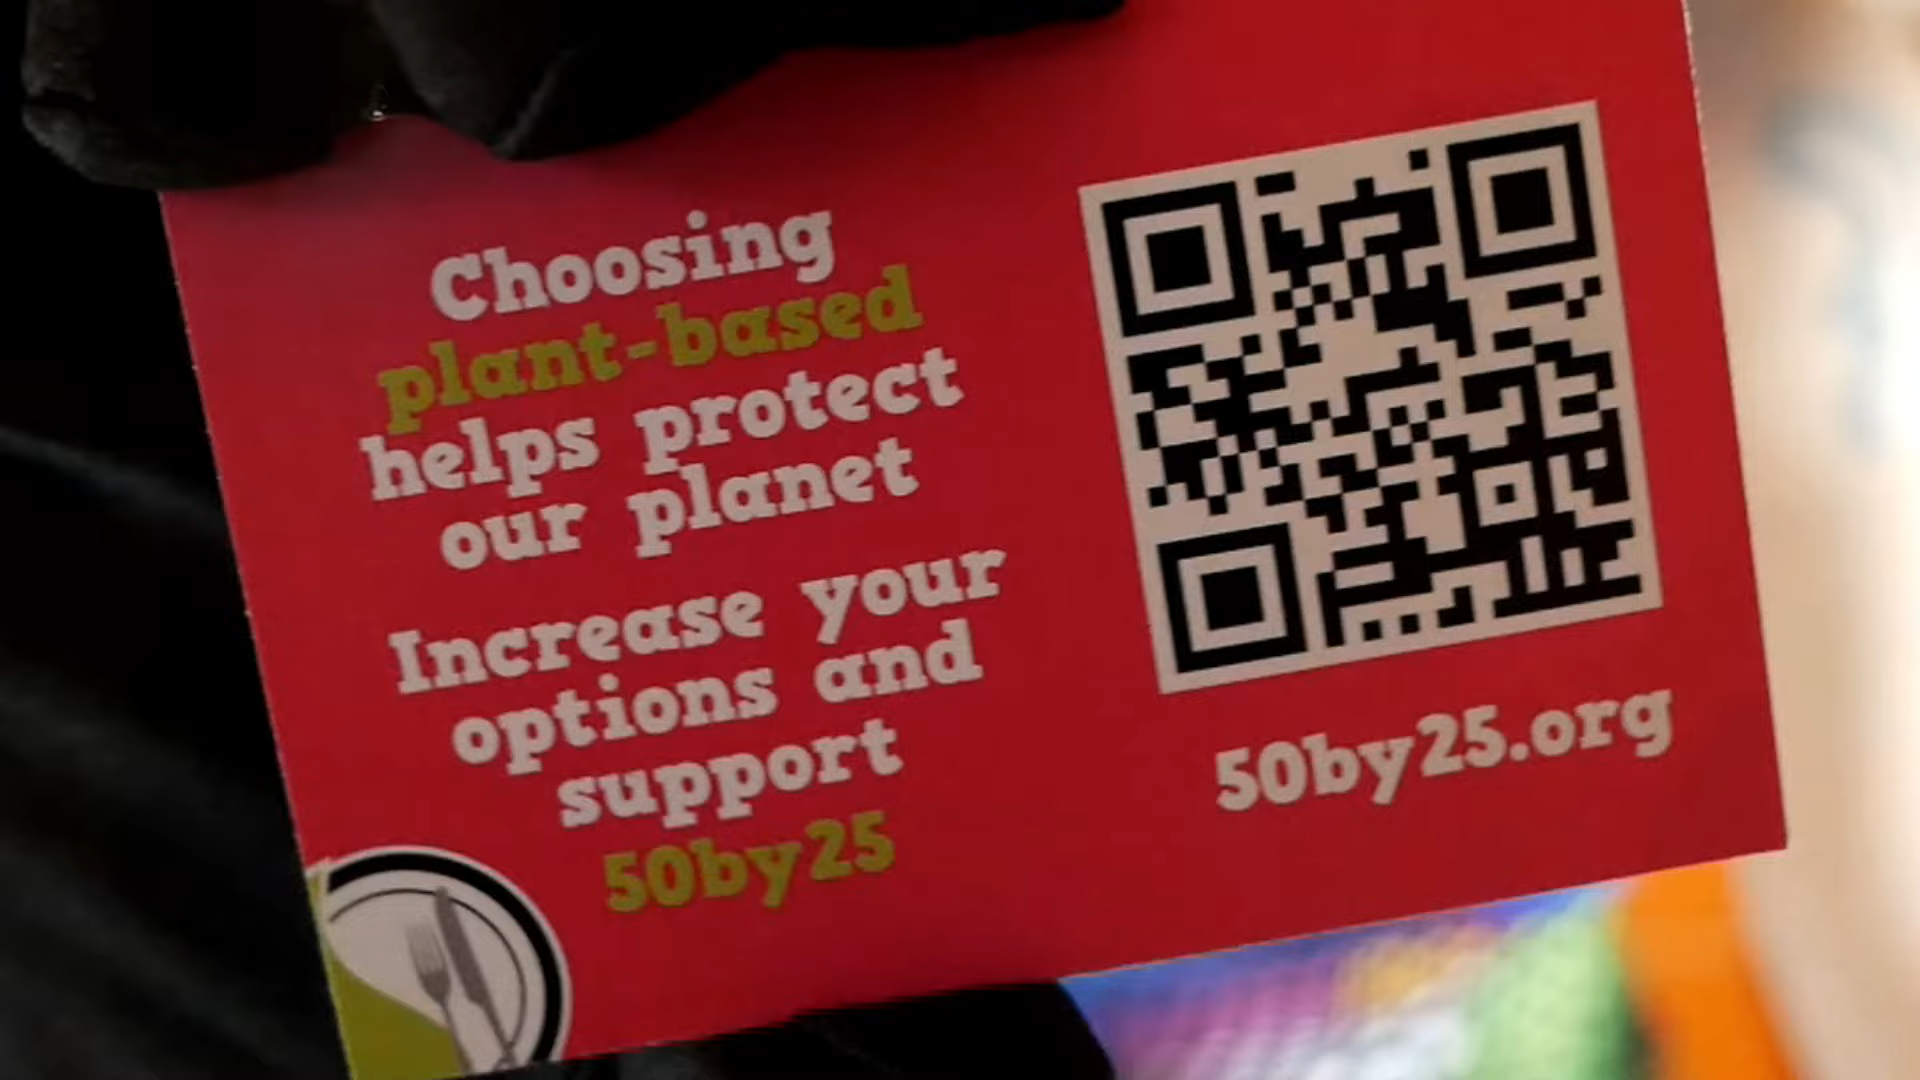 Choosing
plant-based
helps protect
our planet
Increase your
options and
support
50by25
50by25.org